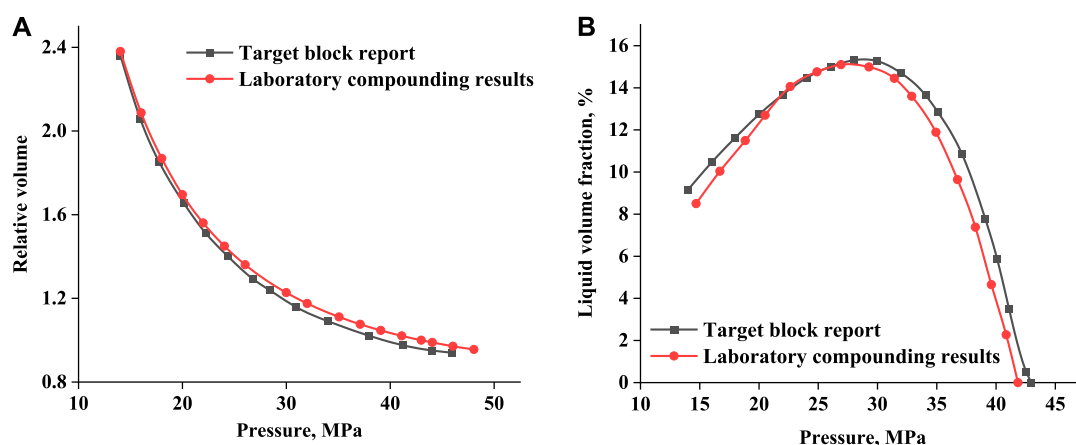 A
2.4
2.0
1.6
1.2
0.8
Relative volume
Target block report
Laboratory compounding results
10
20
30
40
50
Pressure, MPa
B
16
14
12
10
8
6
4
2
0
Liquid volume fraction, %
Target block report
Laboratory compounding results
10
15
20
25
30
35
40
45
Pressure, MPa